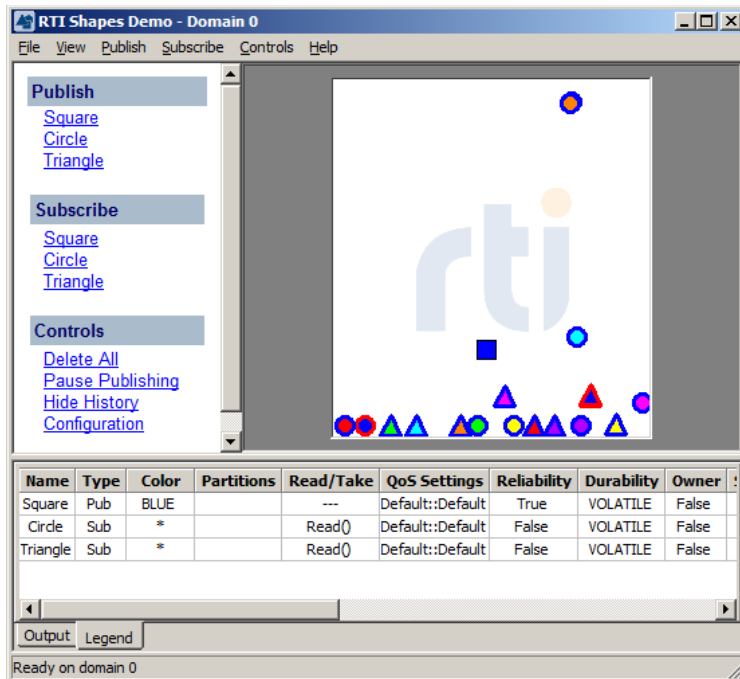 RTI Shapes Demo - Domain 0
File View Publish Subscribe Controls Help
Publish
Square
Circle
Triangle
Subscribe
Square
Circle
Triangle
Controls
Delete All
Pause Publishing
Hide History
Configuration
rti
Name Type Color Partitions Read/Take QoS Settings Reliability Durability Owner
Square Pub BLUE --- Default::Default True VOLATILE False
Circle Sub * Read() Default::Default False VOLATILE False
Triangle Sub * Read() Default::Default False VOLATILE False
Output Legend
Ready on domain 0